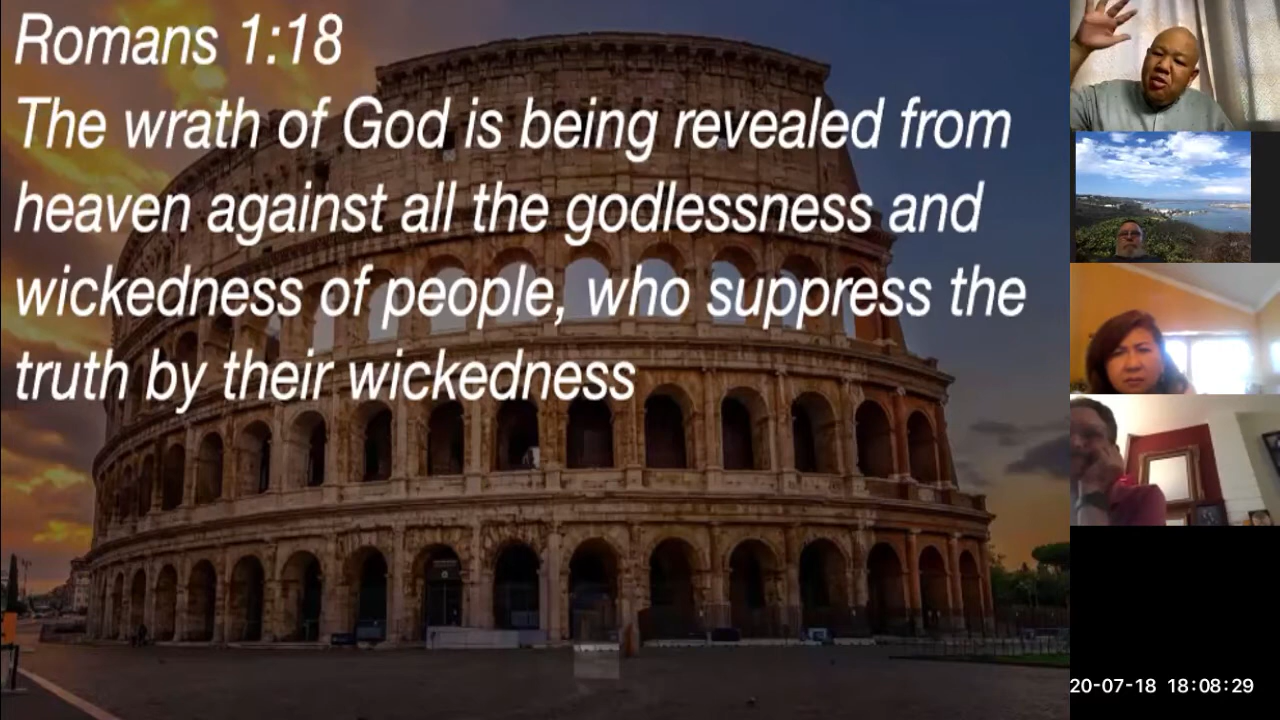 Romans 1:18
The wrath of God is being revealed from
heaven against all the godlessness and
wickedness of people, who suppress the
truth by their wickedness
20-07-18 18:08:29